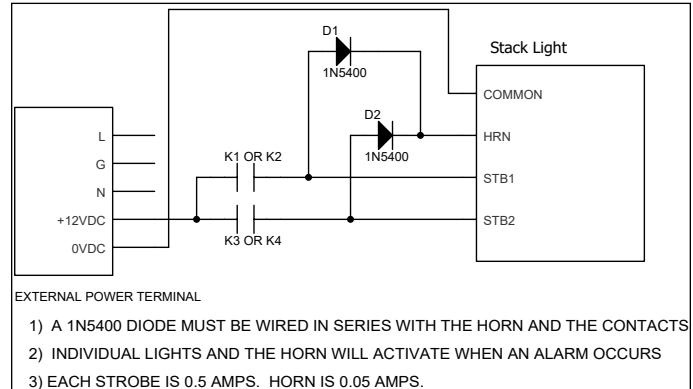 D1
1N5400
Stack Light
COMMON
D2
1N5400
HRN
L
G
K1 OR K2
STB1
N
+12VDC
STB2
0VDC
K3 OR K4
EXTERNAL POWER TERMINAL
1) A 1N5400 DIODE MUST BE WIRED IN SERIES WITH THE HORN AND THE CONTACTS
2) INDIVIDUAL LIGHTS AND THE HORN WILL ACTIVATE WHEN AN ALARM OCCURS
3) EACH STROBE IS 0.5 AMPS. HORN IS 0.05 AMPS.